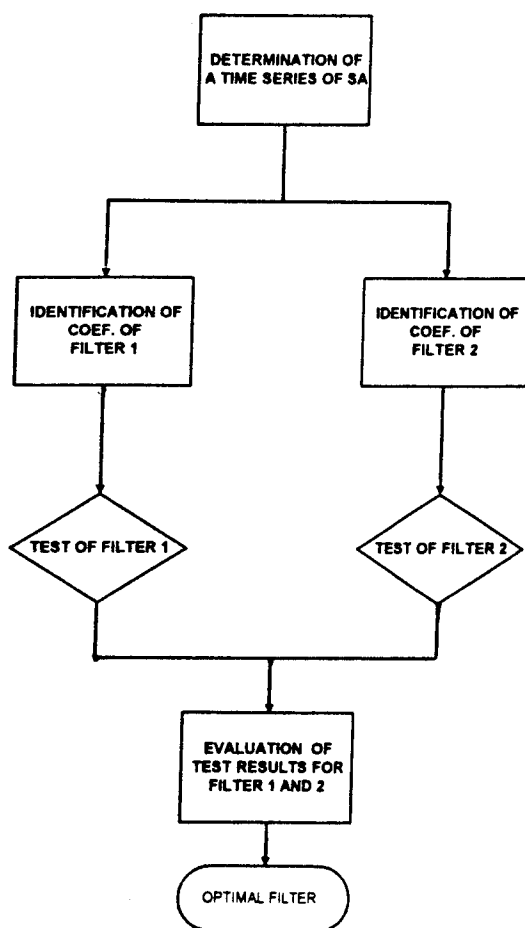 DETERMINATION OF
A TIME SERIES OF SA
IDENTIFICATION OF
COEF. OF
FILTER 1
IDENTIFICATION OF
COEF. OF
FILTER 2
TEST OF FILTER 1
TEST OF FILTER 2
EVALUATION OF
TEST RESULTS FOR
FILTER 1 AND 2
OPTIMAL FILTER